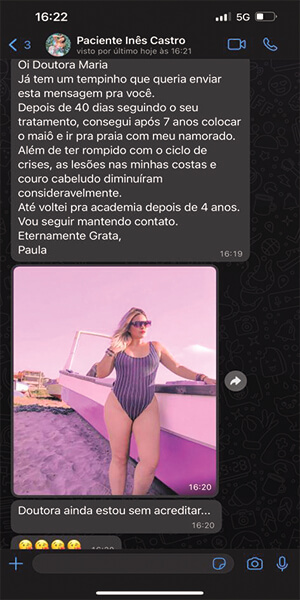 16:22
5G 51
3
Paciente Inês Castro
visto por último hoje às 16:21
Oi Doutora Maria
Já tem um tempinho que queria enviar
esta mensagem pra você.
Depois de 40 dias seguindo o seu
tratamento, consegui após 7 anos colocar
o maiô e ir pra praia com meu namorado.
Além de ter rompido com o ciclo de
crises, as lesões nas minhas costas e
couro cabeludo diminuíram
consideravelmente.
Até voltei pra academia depois de 4 anos.
Vou seguir mantendo contato.
Eternamente Grata,
Paula
16:19
16:20
Doutora ainda estou sem acreditar...
16:20